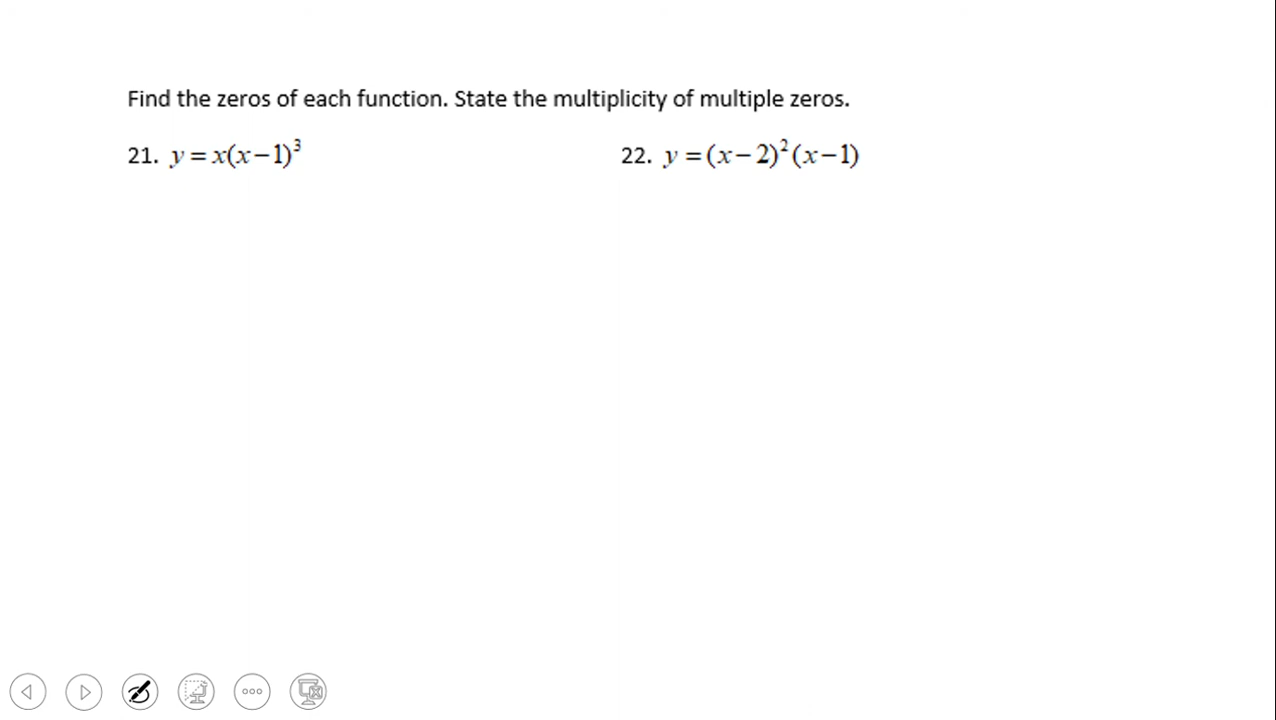 Find the zeros of each function. State the multiplicity of multiple zeros.
21. y = x(x−1)³ 22. y = (x−2)²(x−1)